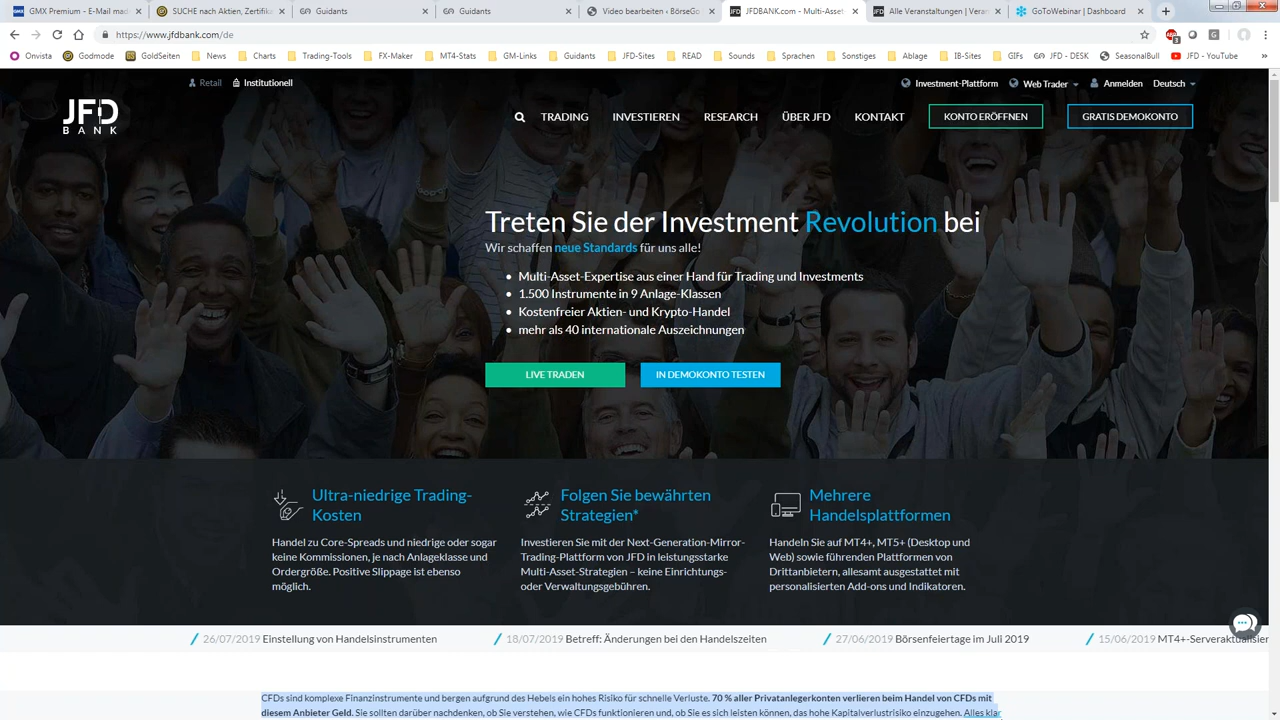 GMX Premium - E-Mail mad
SUCHE nach Aktien, Zertifika
Guidants
Guidants
Video bearbeiten ‹ BörseGo
JFDBANK.com - Multi-Asset
Alle Veranstaltungen | Veran
GoToWebinar | Dashboard
https://www.jfdbank.com/de
Onvista
Godmode
GoldSeiten
News
Charts
Trading-Tools
FX-Maker
MT4-Stats
GM-Links
Guidants
JFD-Sites
READ
Sounds
Sprachen
Sonstiges
Ablage
IB-Sites
GIFs
JFD - DESK
SeasonalBull
JFD - YouTube
Retail
Institutionell
Investment-Plattform
Web Trader
Anmelden
Deutsch
JFD
BANK
TRADING
INVESTIEREN
RESEARCH
ÜBER JFD
KONTAKT
KONTO ERÖFFNEN
GRATIS DEMOKONTO
Treten Sie der Investment Revolution bei
Wir schaffen neue Standards für uns alle!
• Multi-Asset-Expertise aus einer Hand für Trading und Investments
• 1.500 Instrumente in 9 Anlage-Klassen
• Kostenfreier Aktien- und Krypto-Handel
• mehr als 40 internationale Auszeichnungen
LIVE TRADEN
IN DEMOKONTO TESTEN
Ultra-niedrige Trading-
Kosten
Handel zu Core-Spreads und niedrige oder sogar
keine Kommissionen, je nach Anlageklasse und
Ordergröße. Positive Slippage ist ebenso
möglich.
Folgen Sie bewährten
Strategien*
Investieren Sie mit der Next-Generation-Mirror-
Trading-Plattform von JFD in leistungsstarke
Multi-Asset-Strategien – keine Einrichtungs-
oder Verwaltungsgebühren.
Mehrere
Handelsplattformen
Handeln Sie auf MT4+, MT5+ (Desktop und
Web) sowie führenden Plattformen von
Drittanbietern, allesamt ausgestattet mit
personalisierten Add-ons und Indikatoren.
26/07/2019 Einstellung von Handelsinstrumenten
18/07/2019 Betreff: Änderungen bei den Handelszeiten
27/06/2019 Börsenfeiertage im Juli 2019
15/06/2019 MT4+-Serveraktualisier
CFDs sind komplexe Finanzinstrumente und bergen aufgrund des Hebels ein hohes Risiko für schnelle Verluste. 70 % aller Privatanlegerkonten verlieren beim Handel von CFDs mit
diesem Anbieter Geld. Sie sollten darüber nachdenken, ob Sie verstehen, wie CFDs funktionieren und, ob Sie es sich leisten können, das hohe Kapitalverlustrisiko einzugehen. Alles klar